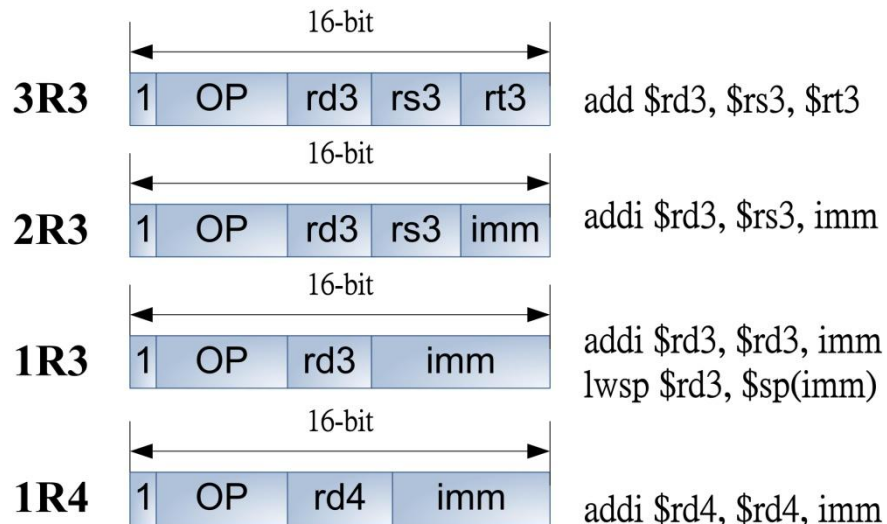 16-bit
3R3 1 OP rd3 rs3 rt3 add $rd3, $rs3, $rt3
16-bit
2R3 1 OP rd3 rs3 imm addi $rd3, $rs3, imm
16-bit
1R3 1 OP rd3 imm addi $rd3, $rd3, imm
lwsp $rd3, $sp(imm)
16-bit
1R4 1 OP rd4 imm addi $rd4, $rd4, imm